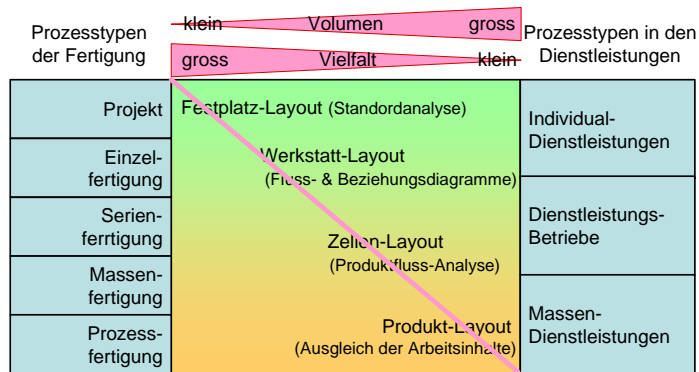 Prozesstypen
der Fertigung
klein Volumen gross
gross Vielfalt klein
Prozesstypen in den
Dienstleistungen
Projekt
Einzel-
fertigung
Serien-
ferrtigung
Massen-
fertigung
Prozess-
fertigung
Festplatz-Layout (Standordanalyse)
Werkstatt-Layout
(Fluss- & Beziehungsdiagramme)
Zellen-Layout
(Produktfluss-Analyse)
Produkt-Layout
(Ausgleich der Arbeitsinhalte)
Individual-
Dienstleistungen
Dienstleistungs-
Betriebe
Massen-
Dienstleistungen